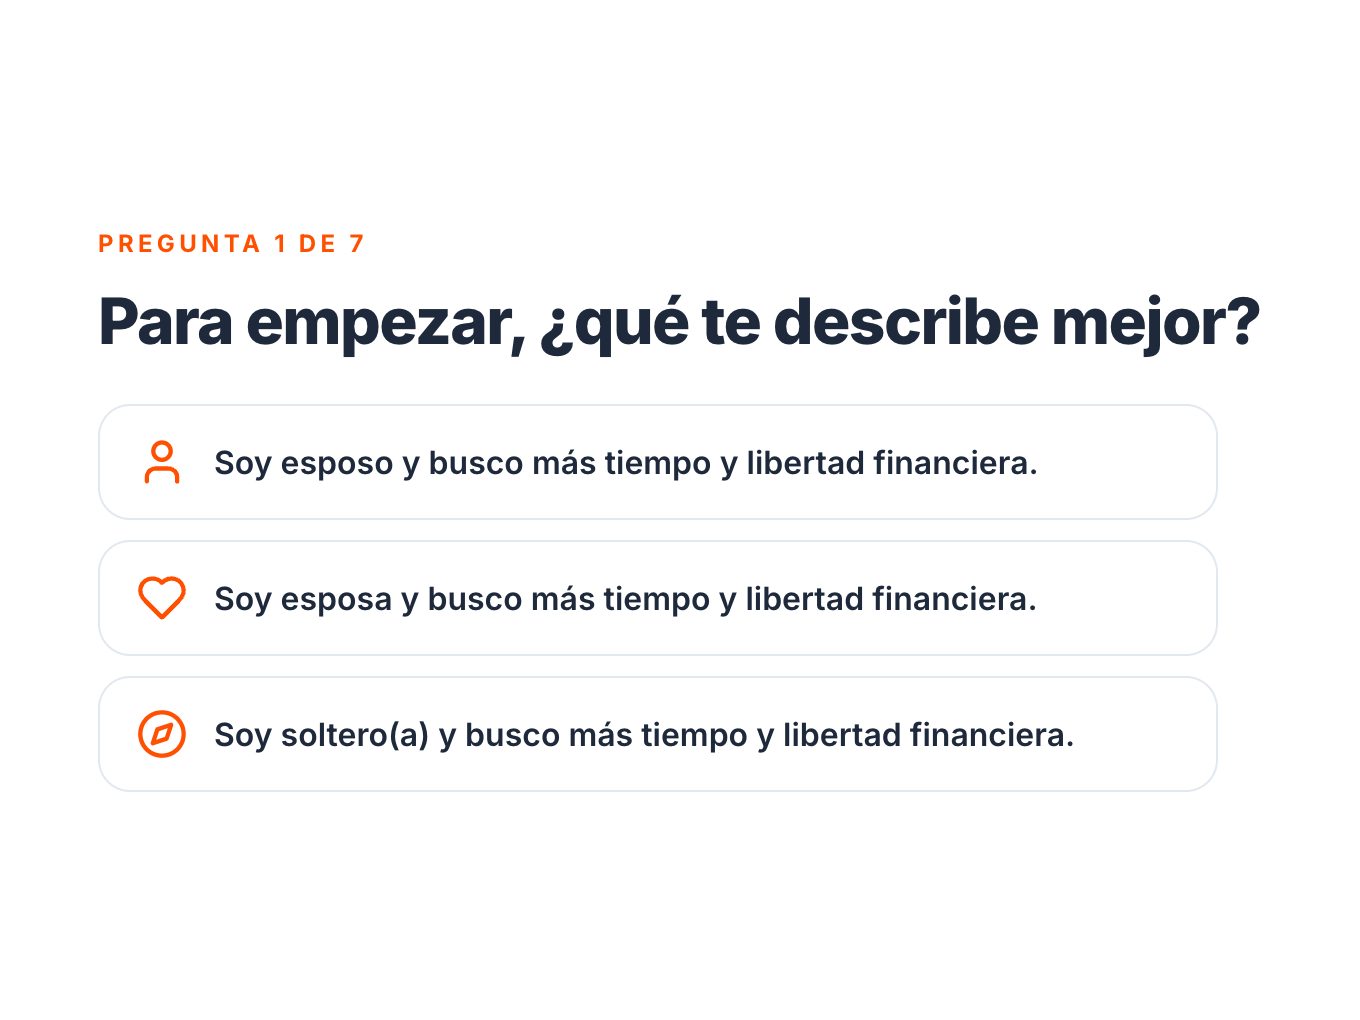 PREGUNTA 1 DE 7
Para empezar, ¿qué te describe mejor?
Soy esposo y busco más tiempo y libertad financiera.
Soy esposa y busco más tiempo y libertad financiera.
Soy soltero(a) y busco más tiempo y libertad financiera.